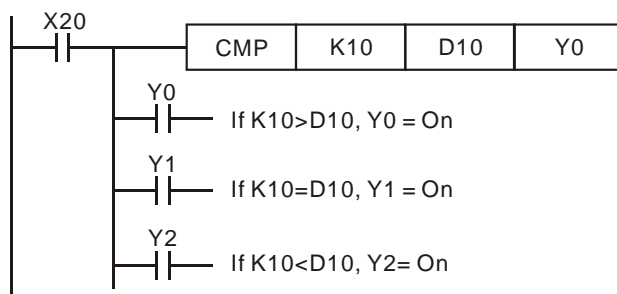 X20
CMP K10 D10 Y0
Y0
If K10>D10, Y0 = On
Y1
If K10=D10, Y1 = On
Y2
If K10<D10, Y2= On